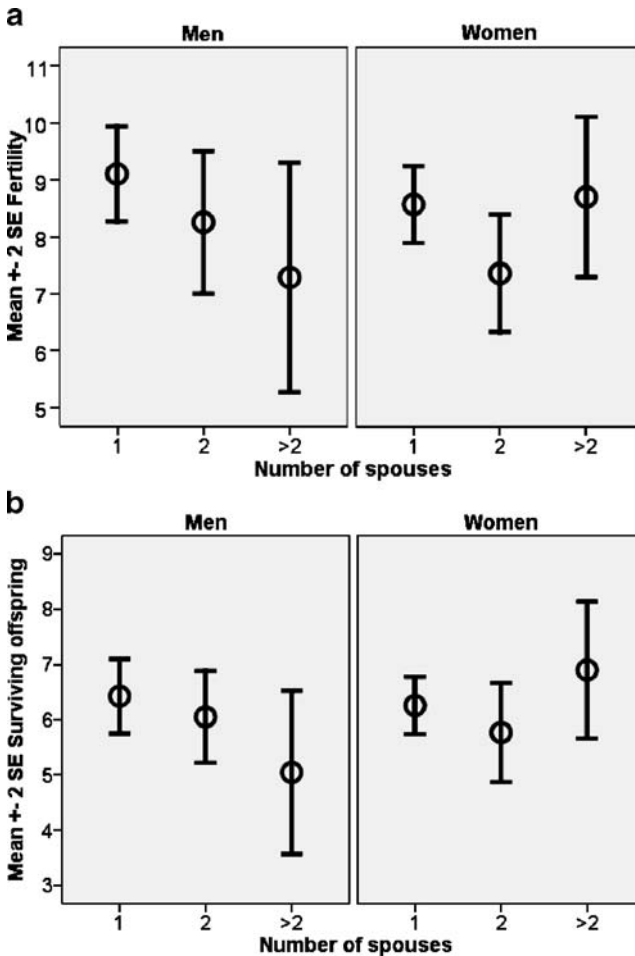 a
Men Women
Mean +- 2 SE Fertility
11
10
9
8
7
6
5
1 2 >2 1 2 >2
Number of spouses
b
Men Women
Mean +- 2 SE Surviving offspring
9
8
7
6
5
4
3
1 2 >2 1 2 >2
Number of spouses